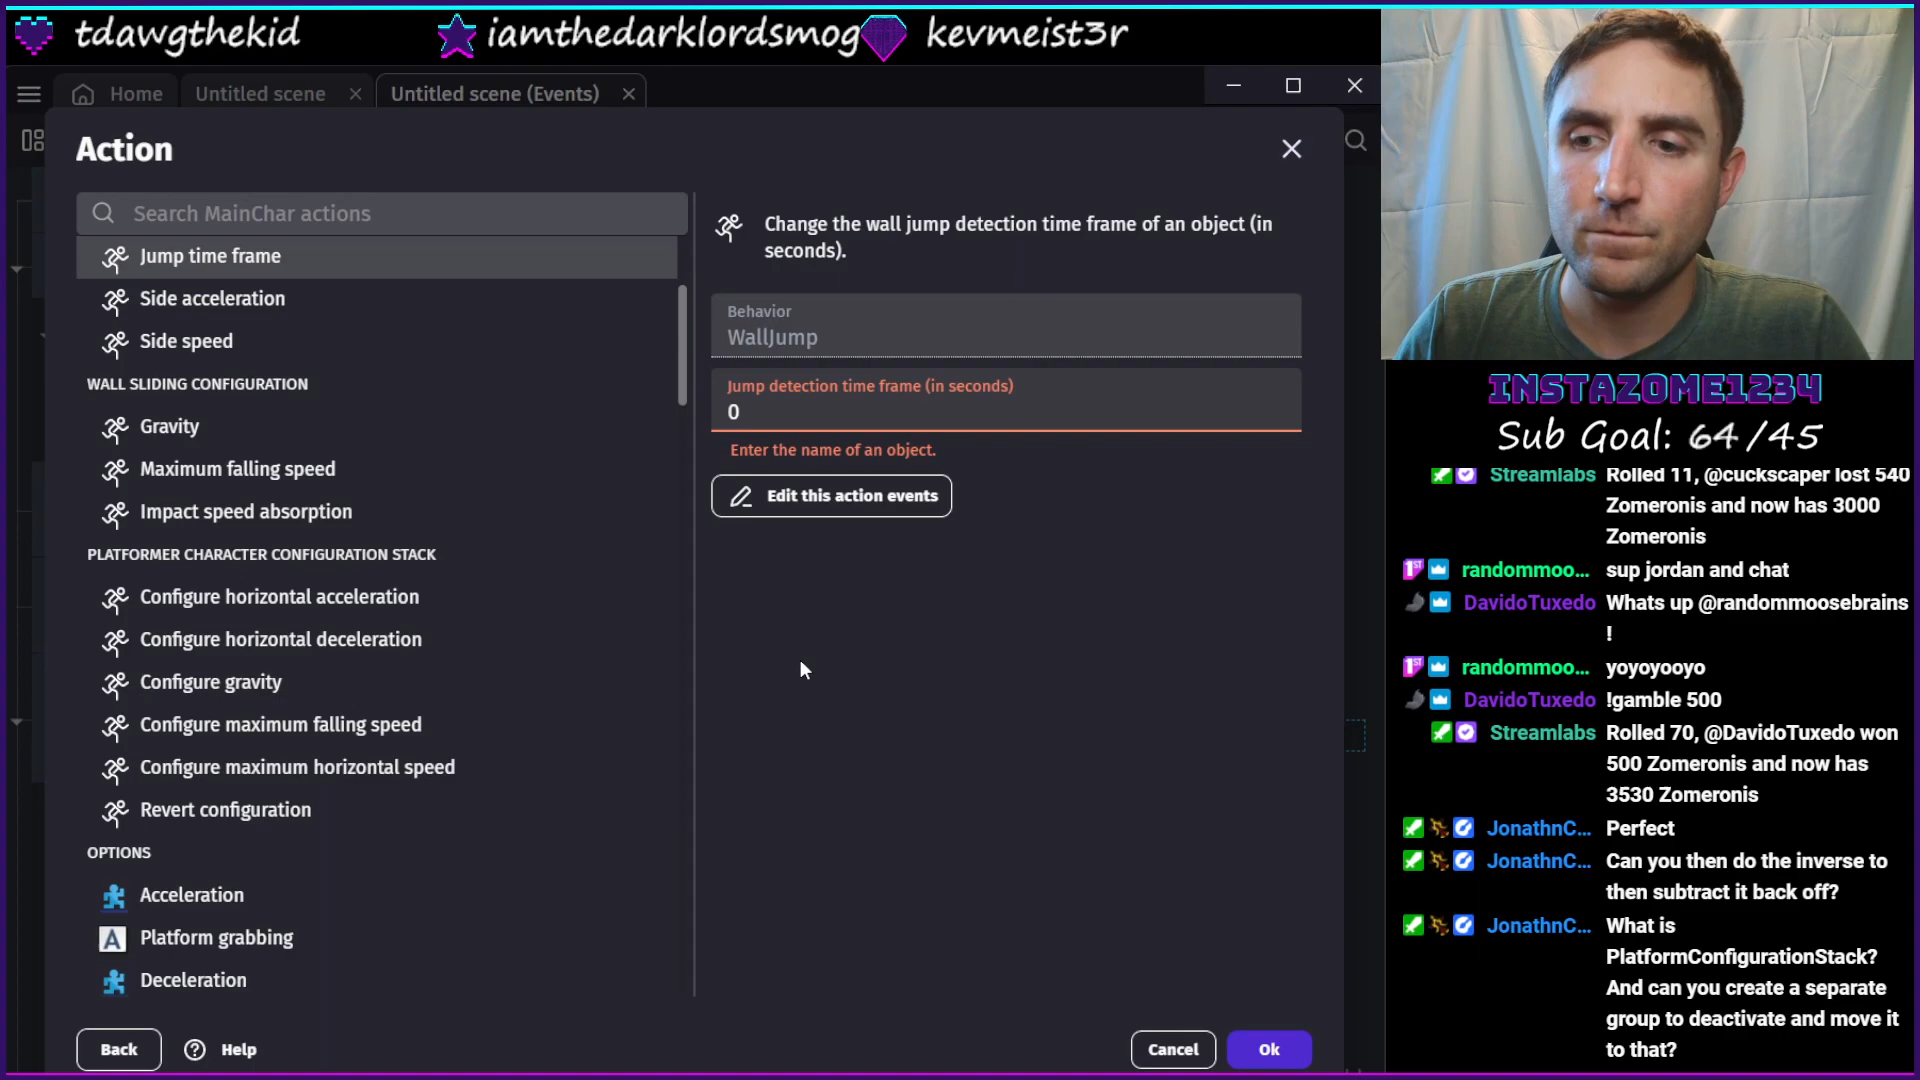 tdawgthekid
iamthedarklordsmog
kevmeist3r
Home
Untitled scene
Untitled scene (Events)
Action
Search MainChar actions
Jump time frame
Side acceleration
Side speed
WALL SLIDING CONFIGURATION
Gravity
Maximum falling speed
Impact speed absorption
PLATFORMER CHARACTER CONFIGURATION STACK
Configure horizontal acceleration
Configure horizontal deceleration
Configure gravity
Configure maximum falling speed
Configure maximum horizontal speed
Revert configuration
OPTIONS
Acceleration
A Platform grabbing
Deceleration
Back
Help
Change the wall jump detection time frame of an object (in
seconds).
Behavior
WallJump
Jump detection time frame (in seconds)
0
Enter the name of an object.
Edit this action events
Cancel
Ok
INSTAZOME1234
Sub Goal: 64/45
Streamlabs Rolled 11, @cuckscaper lost 540
Zomeronis and now has 3000
Zomeronis
1ST randommoo... sup jordan and chat
DavidoTuxedo Whats up @randommoosebrains
!
1ST randommoo... yoyoyooyo
DavidoTuxedo !gamble 500
Streamlabs Rolled 70, @DavidoTuxedo won
500 Zomeronis and now has
3530 Zomeronis
JonathnC... Perfect
JonathnC... Can you then do the inverse to
then subtract it back off?
JonathnC... What is
PlatformConfigurationStack?
And can you create a separate
group to deactivate and move it
to that?